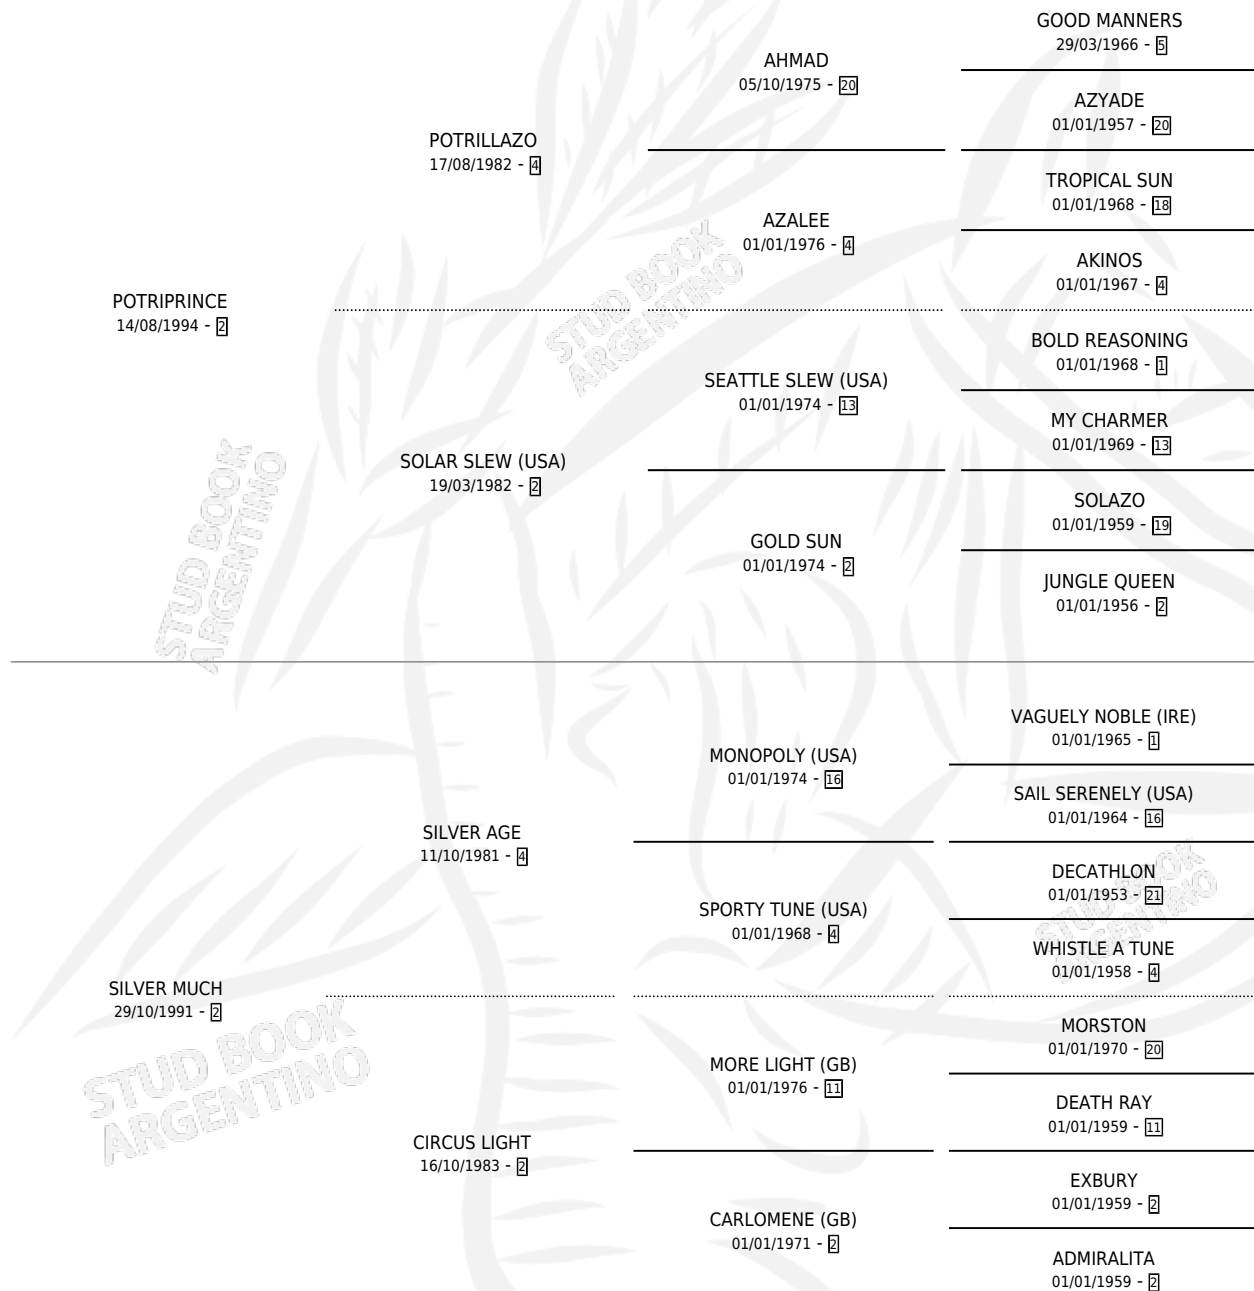 GOOD MANNERS
29/03/1966 - 5
AHMAD
05/10/1975 - 20
AZYADE
01/01/1957 - 20
POTRILLAZO
17/08/1982 - 4
TROPICAL SUN
01/01/1968 - 18
AZALEE
01/01/1976 - 4
AKINOS
01/01/1967 - 4
POTRIPRINCE
14/08/1994 - 2
BOLD REASONING
01/01/1968 - 1
SEATTLE SLEW (USA)
01/01/1974 - 13
MY CHARMER
01/01/1969 - 13
SOLAR SLEW (USA)
19/03/1982 - 2
SOLAZO
01/01/1959 - 19
GOLD SUN
01/01/1974 - 2
JUNGLE QUEEN
01/01/1956 - 2
VAGUELY NOBLE (IRE)
01/01/1965 - 1
MONOPOLY (USA)
01/01/1974 - 16
SAIL SERENELY (USA)
01/01/1964 - 16
SILVER AGE
11/10/1981 - 4
DECATHLON
01/01/1953 - 21
SPORTY TUNE (USA)
01/01/1968 - 4
WHISTLE A TUNE
01/01/1958 - 4
SILVER MUCH
29/10/1991 - 2
MORSTON
01/01/1970 - 20
MORE LIGHT (GB)
01/01/1976 - 11
DEATH RAY
01/01/1959 - 11
CIRCUS LIGHT
16/10/1983 - 2
EXBURY
01/01/1959 - 2
CARLOMENE (GB)
01/01/1971 - 2
ADMIRALITA
01/01/1959 - 2
STUD BOOK
ARGENTINO
STUD BOOK
ARGENTINO
STUD BOOK
ARGENTINO
STUD BOOK
ARGENTINO